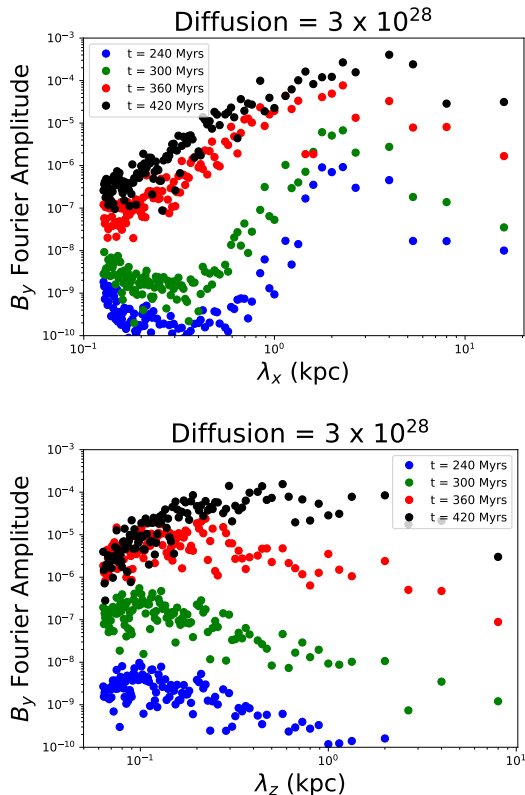 Diffusion = 3 x 10^28
t = 240 Myrs
t = 300 Myrs
t = 360 Myrs
t = 420 Myrs
B_y Fourier Amplitude
10^-3
10^-4
10^-5
10^-6
10^-7
10^-8
10^-9
10^-10
10^-1
10^0
10^1
λ_x (kpc)
Diffusion = 3 x 10^28
t = 240 Myrs
t = 300 Myrs
t = 360 Myrs
t = 420 Myrs
B_y Fourier Amplitude
10^-3
10^-4
10^-5
10^-6
10^-7
10^-8
10^-9
10^-10
10^-1
10^0
10^1
λ_z (kpc)